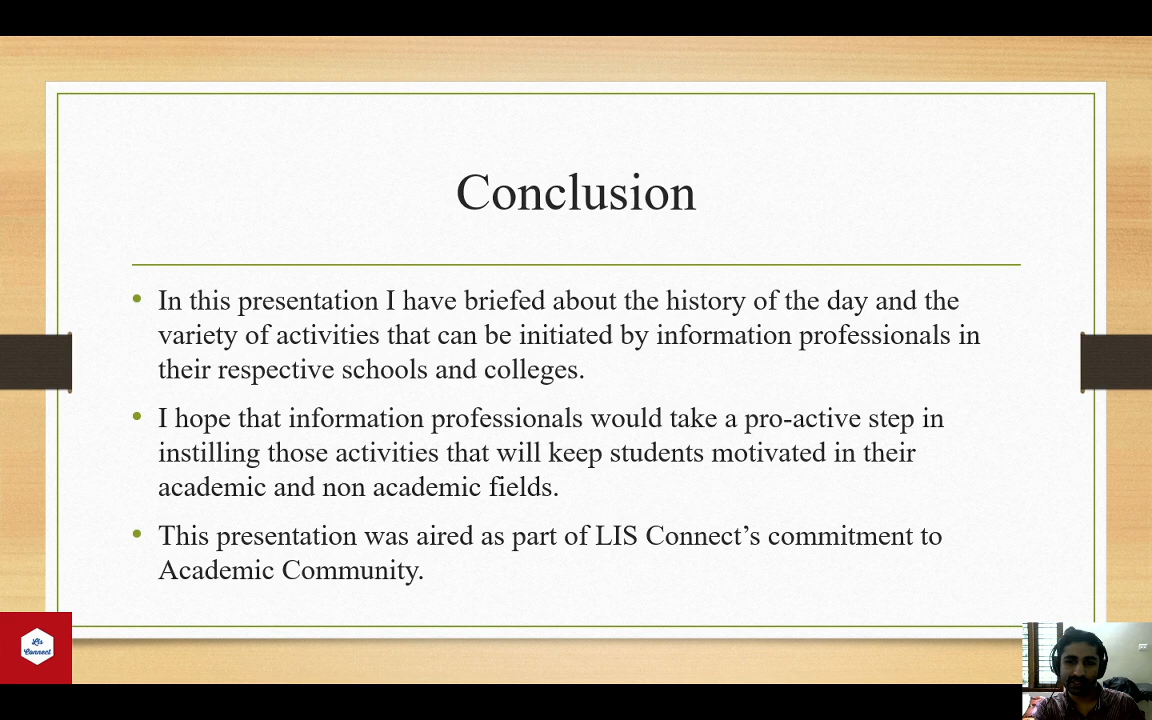 Conclusion
• In this presentation I have briefed about the history of the day and the
variety of activities that can be initiated by information professionals in
their respective schools and colleges.
• I hope that information professionals would take a pro-active step in
instilling those activities that will keep students motivated in their
academic and non academic fields.
• This presentation was aired as part of LIS Connect’s commitment to
Academic Community.
Lis
Connect